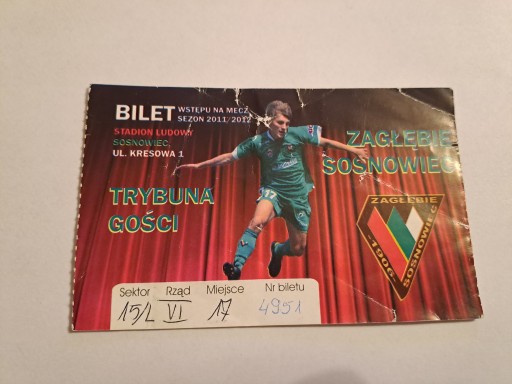 BILET WSTĘPU NA MECZ
SEZON 2011/2012
STADION LUDOWY
SOSNOWIEC,
UL. KRESOWA 1
ZAGŁĘBIE
SOSNOWIEC
TRYBUNA
GOŚCI
17
ZAGŁĘBIE
1906
SOSNOWIEC
Sektor Rząd Miejsce Nr biletu
15/L VI 17 4951